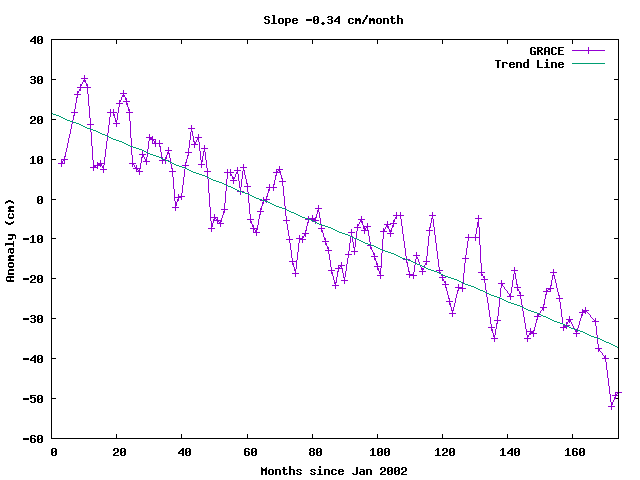 Slope -0.34 cm/month
GRACE
Trend Line
40
30
20
10
0
-10
-20
-30
-40
-50
-60
Anomaly (cm)
0 20 40 60 80 100 120 140 160
Months since Jan 2002